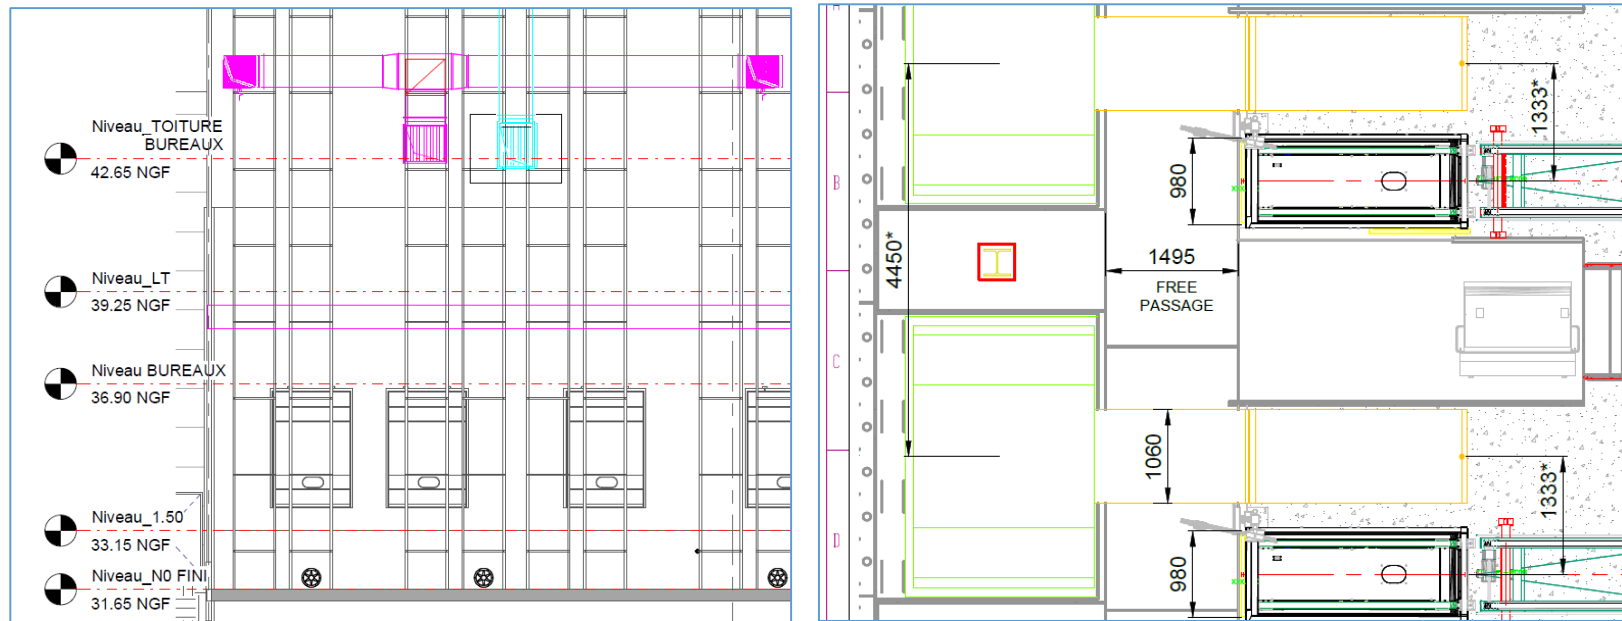 Niveau_TOITURE
BUREAUX
42.65 NGF
Niveau_LT
39.25 NGF
Niveau BUREAUX
36.90 NGF
Niveau_1.50
33.15 NGF
Niveau_N0 FINI
31.65 NGF
B
C
D
4450*
980
1333*
1495
FREE
PASSAGE
1060
1333*
980